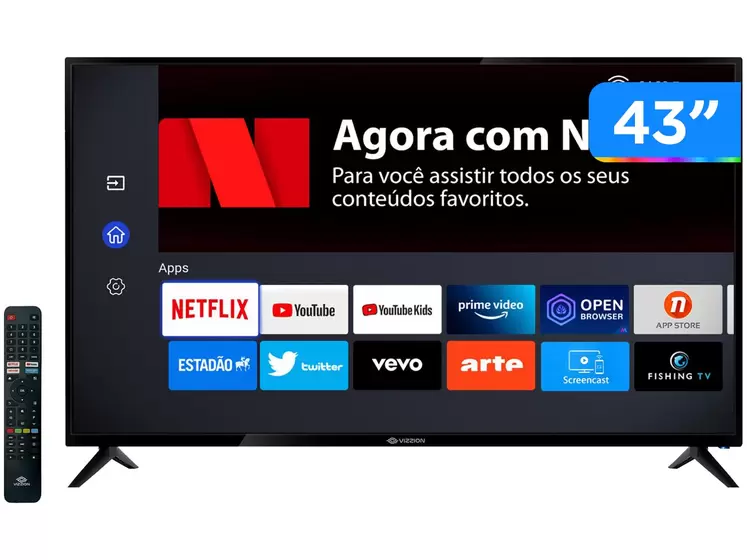 43”
Agora com N
Para você assistir todos os seus
conteúdos favoritos.
Apps
NETFLIX
YouTube
YouTube Kids
prime video
OPEN
BROWSER
n
APP STORE
ESTADÃO
twitter
vevo
arte
Screencast
FISHING TV
VIZZION
VIZZION